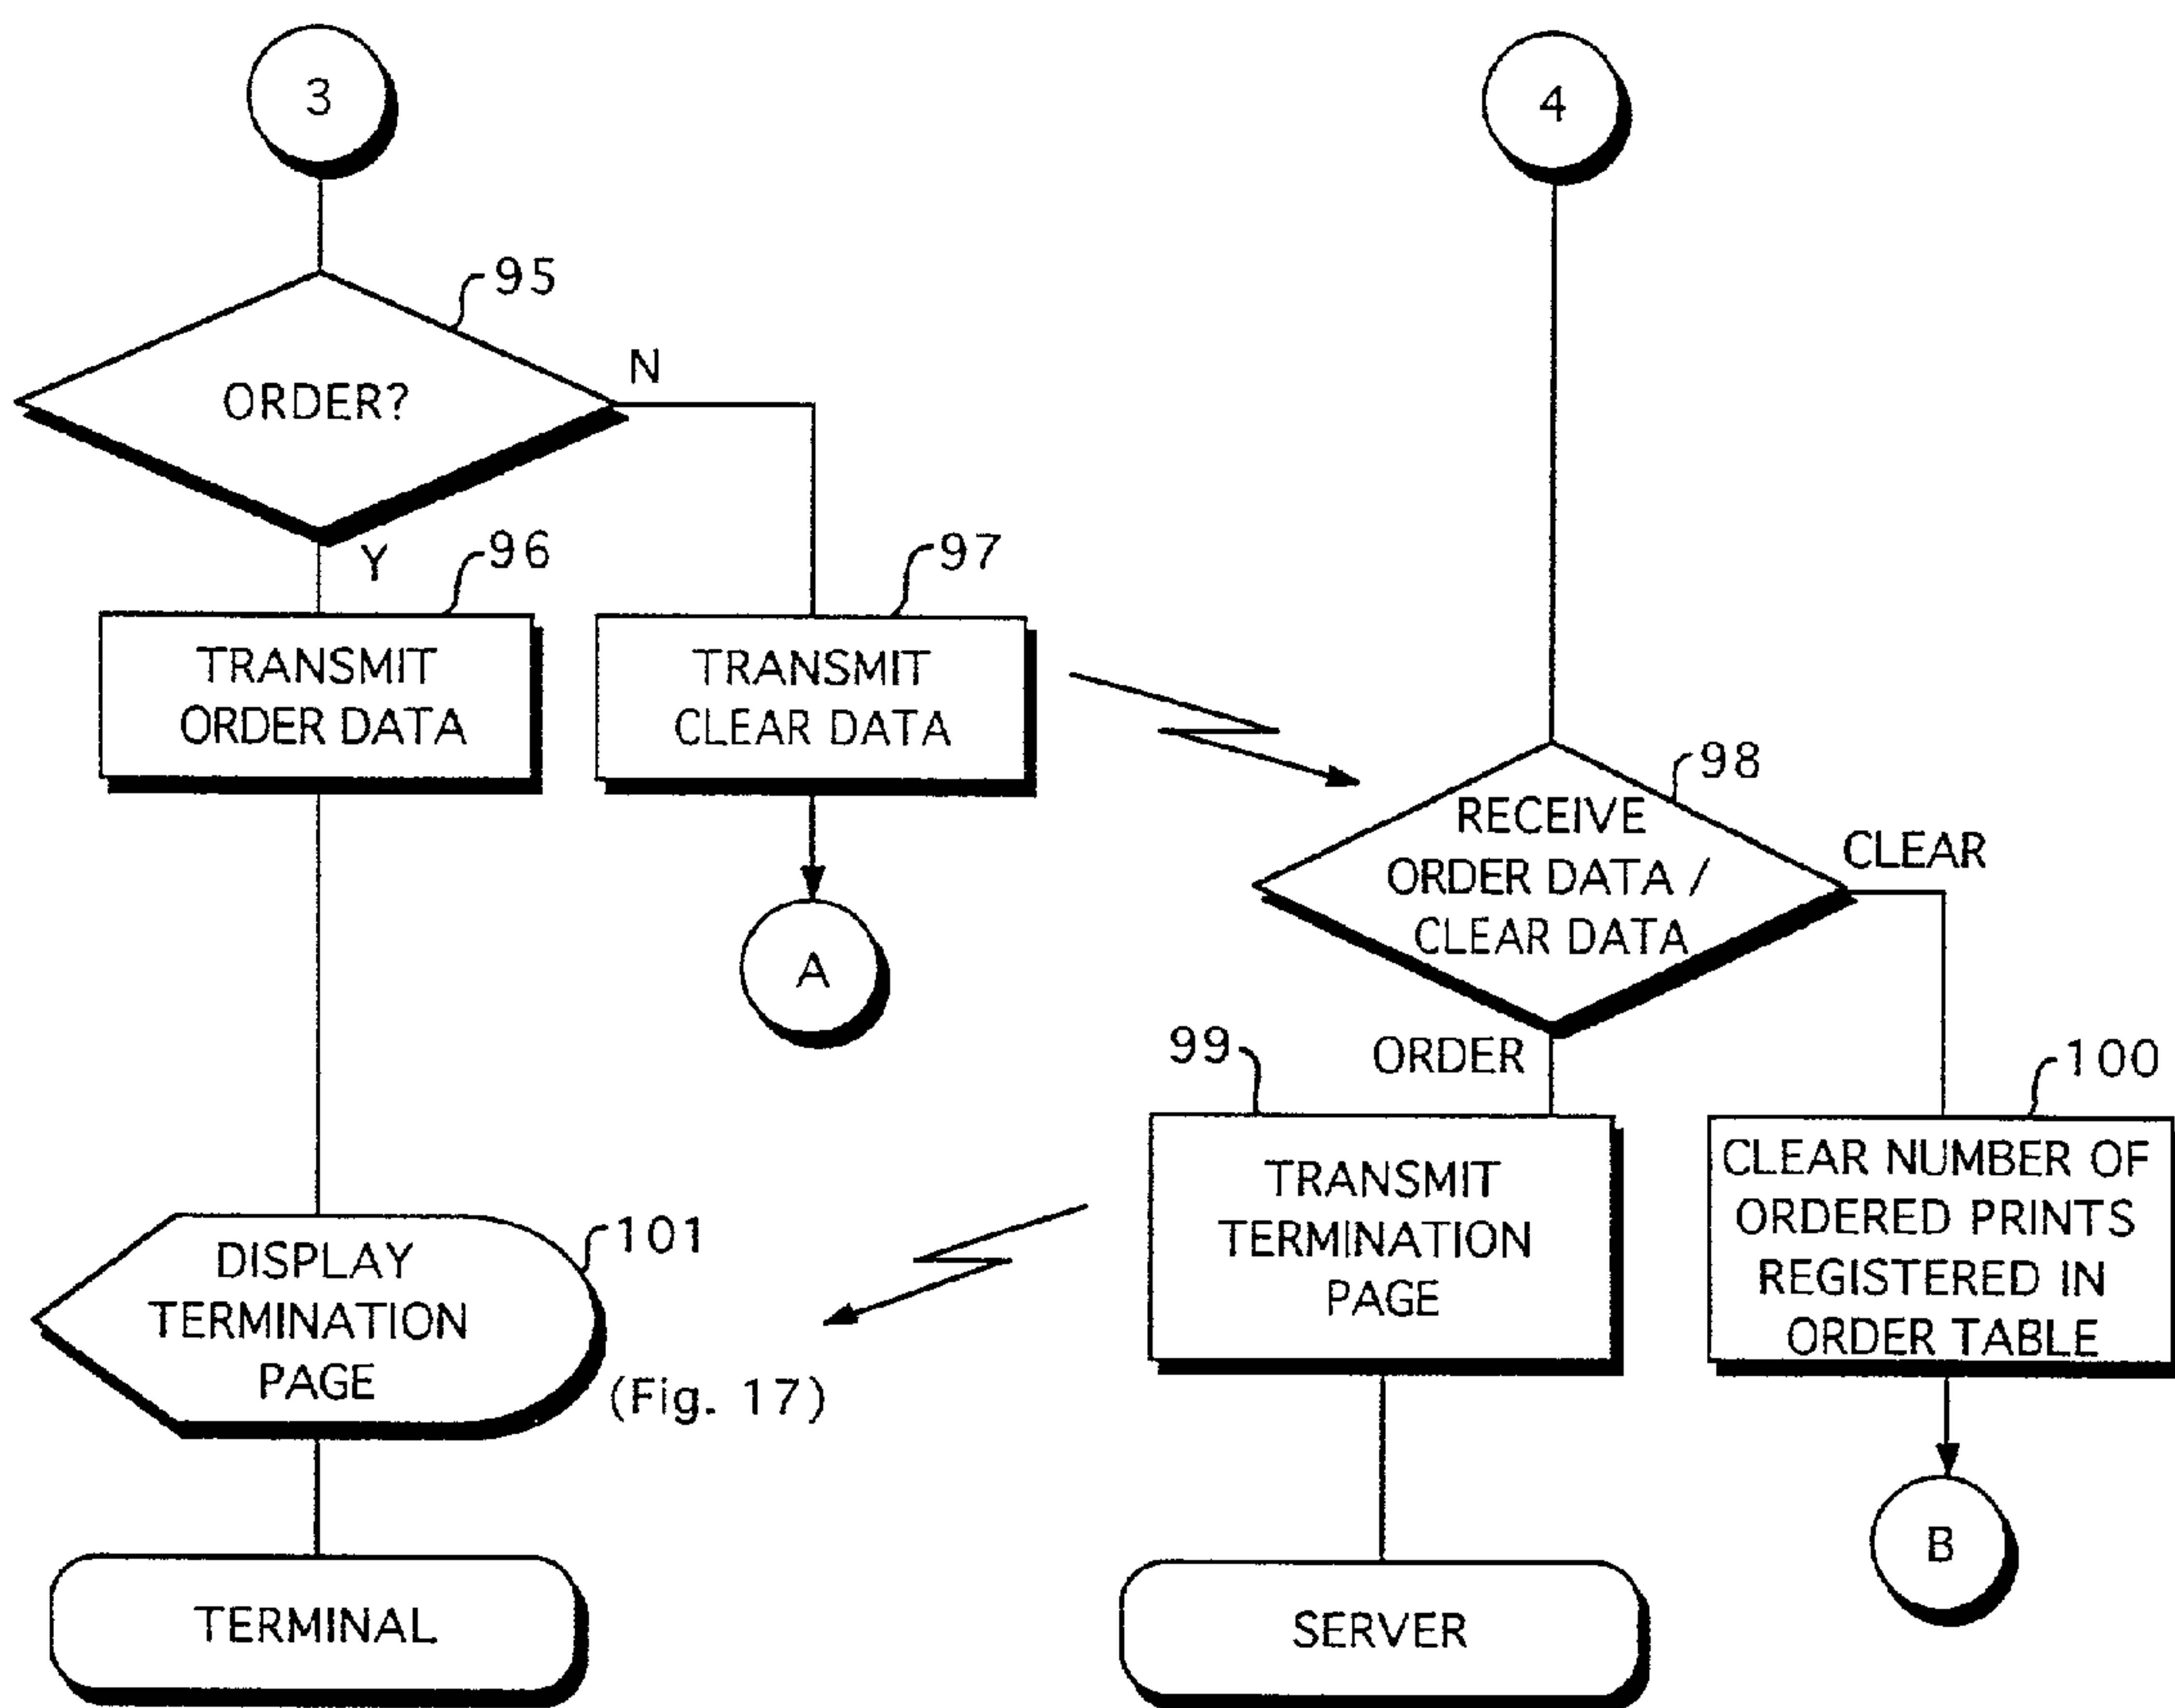 3
4
95
ORDER?
N
Y
96
97
TRANSMIT
ORDER DATA
TRANSMIT
CLEAR DATA
A
98
RECEIVE
ORDER DATA /
CLEAR DATA
CLEAR
ORDER
99
100
TRANSMIT
TERMINATION
PAGE
CLEAR NUMBER OF
ORDERED PRINTS
REGISTERED IN
ORDER TABLE
101
DISPLAY
TERMINATION
PAGE
(Fig. 17)
B
TERMINAL
SERVER